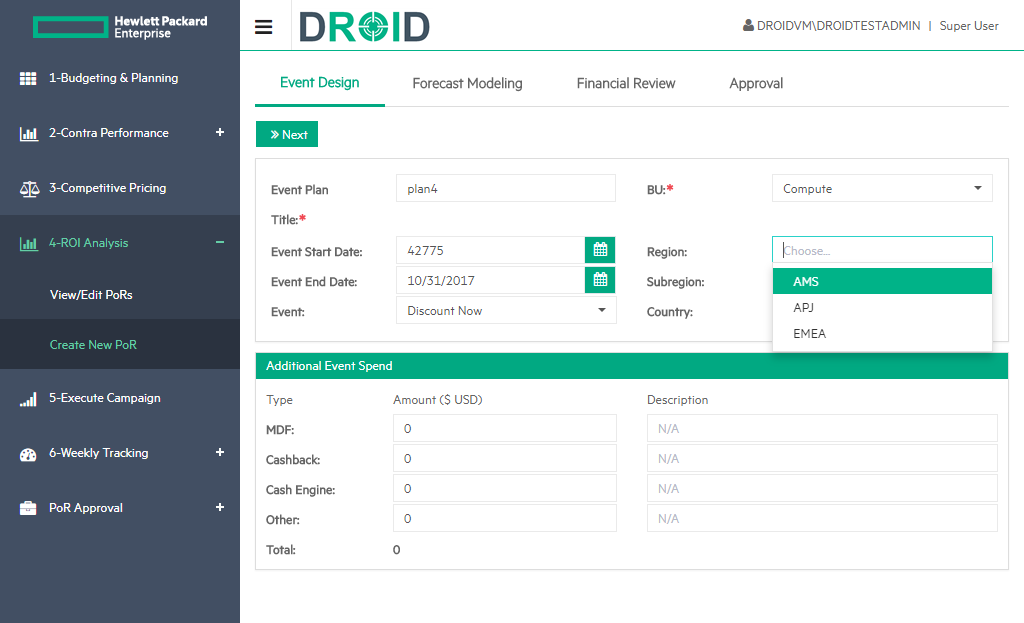 Hewlett Packard
Enterprise
1-Budgeting & Planning
2-Contra Performance +
3-Competitive Pricing
4-ROI Analysis −
View/Edit PoRs
Create New PoR
5-Execute Campaign
6-Weekly Tracking +
PoR Approval +
DROID
DROIDVM\DROIDTESTADMIN | Super User
Event Design Forecast Modeling Financial Review Approval
» Next
Event Plan Title:* plan4
BU:* Compute
Event Start Date: 42775
Region: Choose...
AMS
APJ
EMEA
Event End Date: 10/31/2017
Subregion:
Event: Discount Now
Country:
Additional Event Spend
Type Amount ($ USD) Description
MDF: 0 N/A
Cashback: 0 N/A
Cash Engine: 0 N/A
Other: 0 N/A
Total: 0